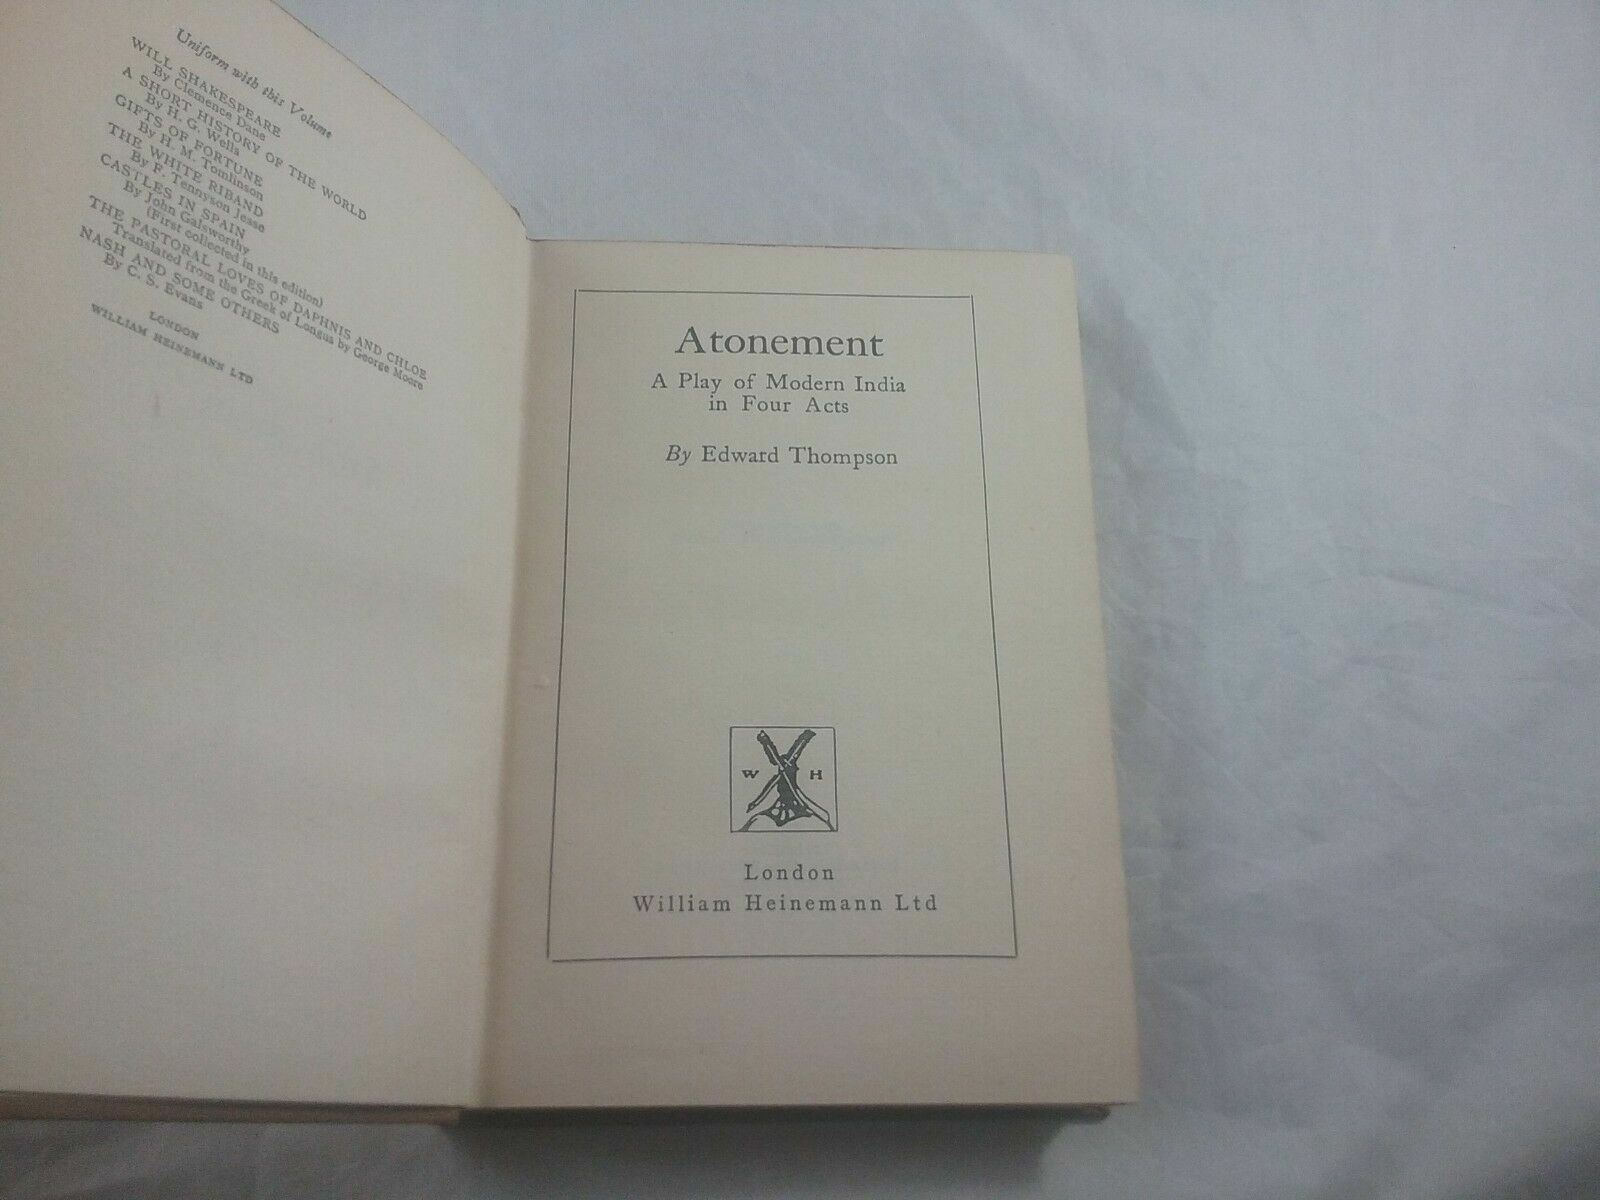 Uniform with this Volume
WILL SHAKESPEARE
By Clemence Dane
A SHORT HISTORY OF THE WORLD
By H. G. Wells
GIFTS OF FORTUNE
By H. M. Tomlinson
THE WHITE RIBAND
By F. Tennyson Jesse
CASTLES IN SPAIN
By John Galsworthy
(First collected in this edition)
THE PASTORAL LOVES OF DAPHNIS AND CHLOE
Translated from the Greek of Longus by George Moore
NASH AND SOME OTHERS
By C. S. Evans
LONDON
WILLIAM HEINEMANN LTD
Atonement
A Play of Modern India
in Four Acts
By Edward Thompson
W H
London
William Heinemann Ltd